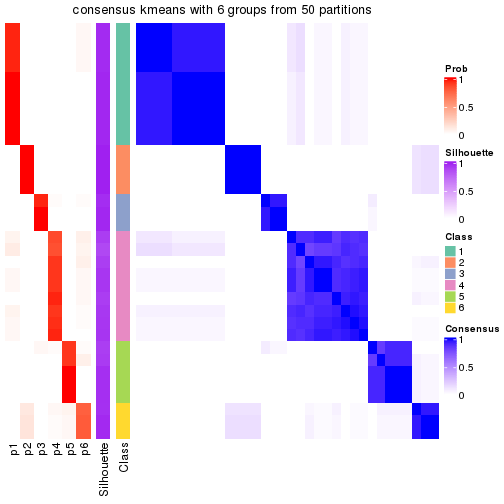 consensus kmeans with 6 groups from 50 partitions
Prob
1
0.5
0
Silhouette
1
0.5
0
Class
1
2
3
4
5
6
Consensus
1
0.5
0
p1
p2
p3
p4
p5
p6
Silhouette
Class